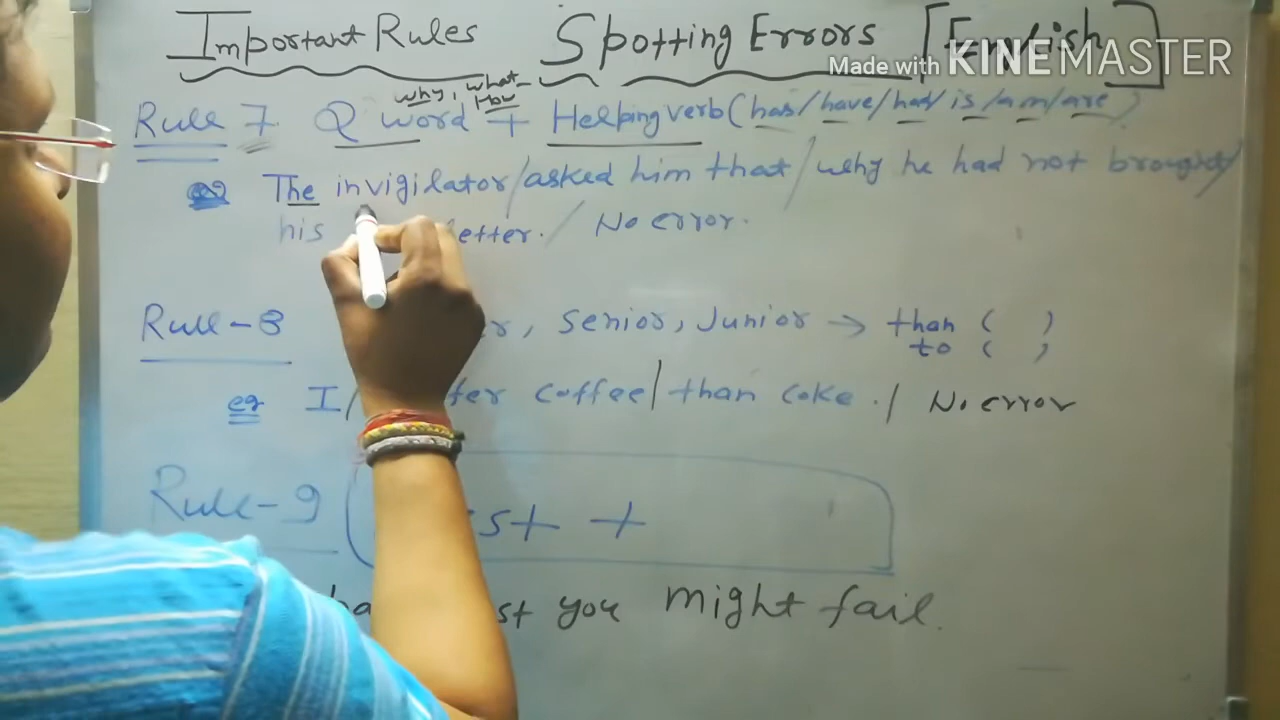 Important Rules Spotting Errors [English]
Made with KINEMASTER
why, what
How
Rule 7 Q word + Helping verb (has/have/had/is/am/are)
eg The invigilator/asked him that/why he had not brought/
his letter./ No error.
Rule-8 senior, Junior → than ( )
to ( )
eg I/ coffee/than coke ./ No error
Rule-9 +
you might fail.